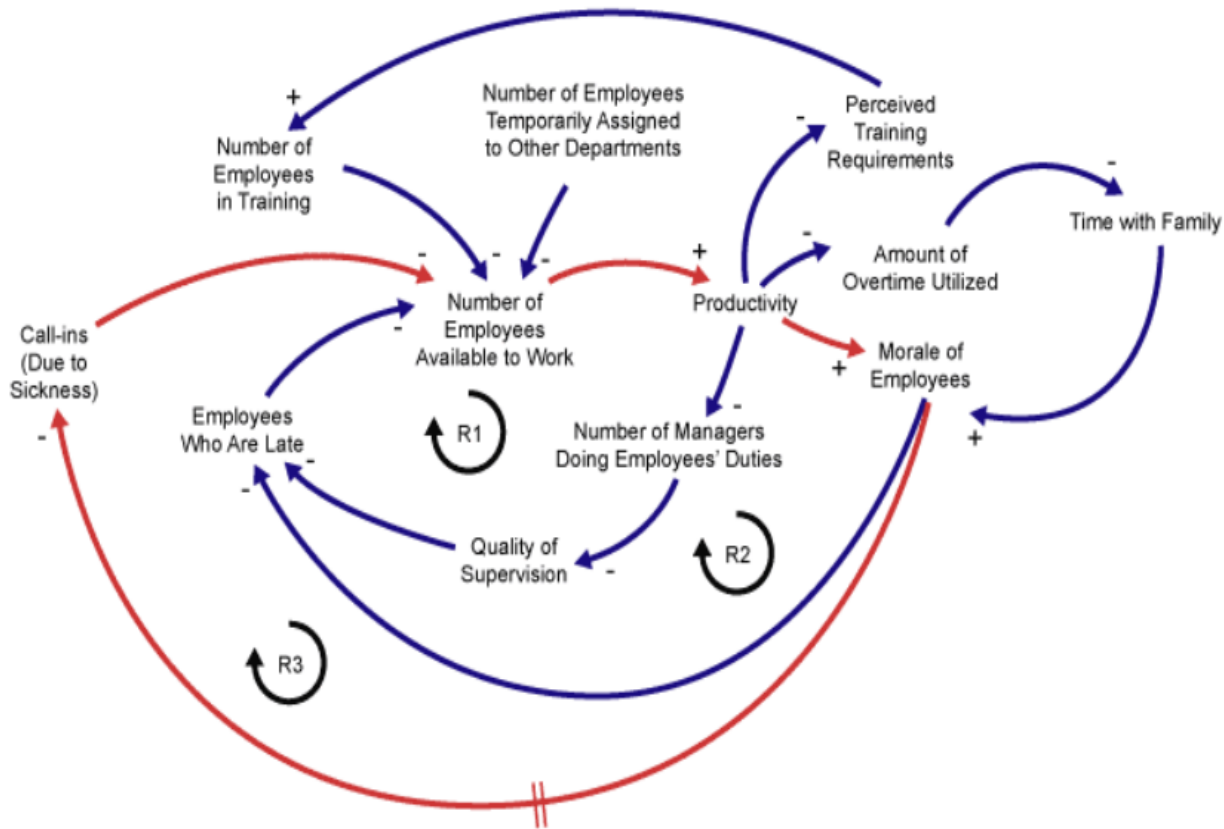 +
Number of
Employees
in Training
Number of Employees
Temporarily Assigned
to Other Departments
-
Perceived
Training
Requirements
-
Time with Family
-
Amount of
Overtime Utilized
-
-
-
+
Number of
Employees
Available to Work
Productivity
Call-ins
(Due to
Sickness)
-
-
+
Morale of
Employees
+
Employees
Who Are Late
-
-
R1
-
Number of Managers
Doing Employees' Duties
Quality of
Supervision
-
R2
R3